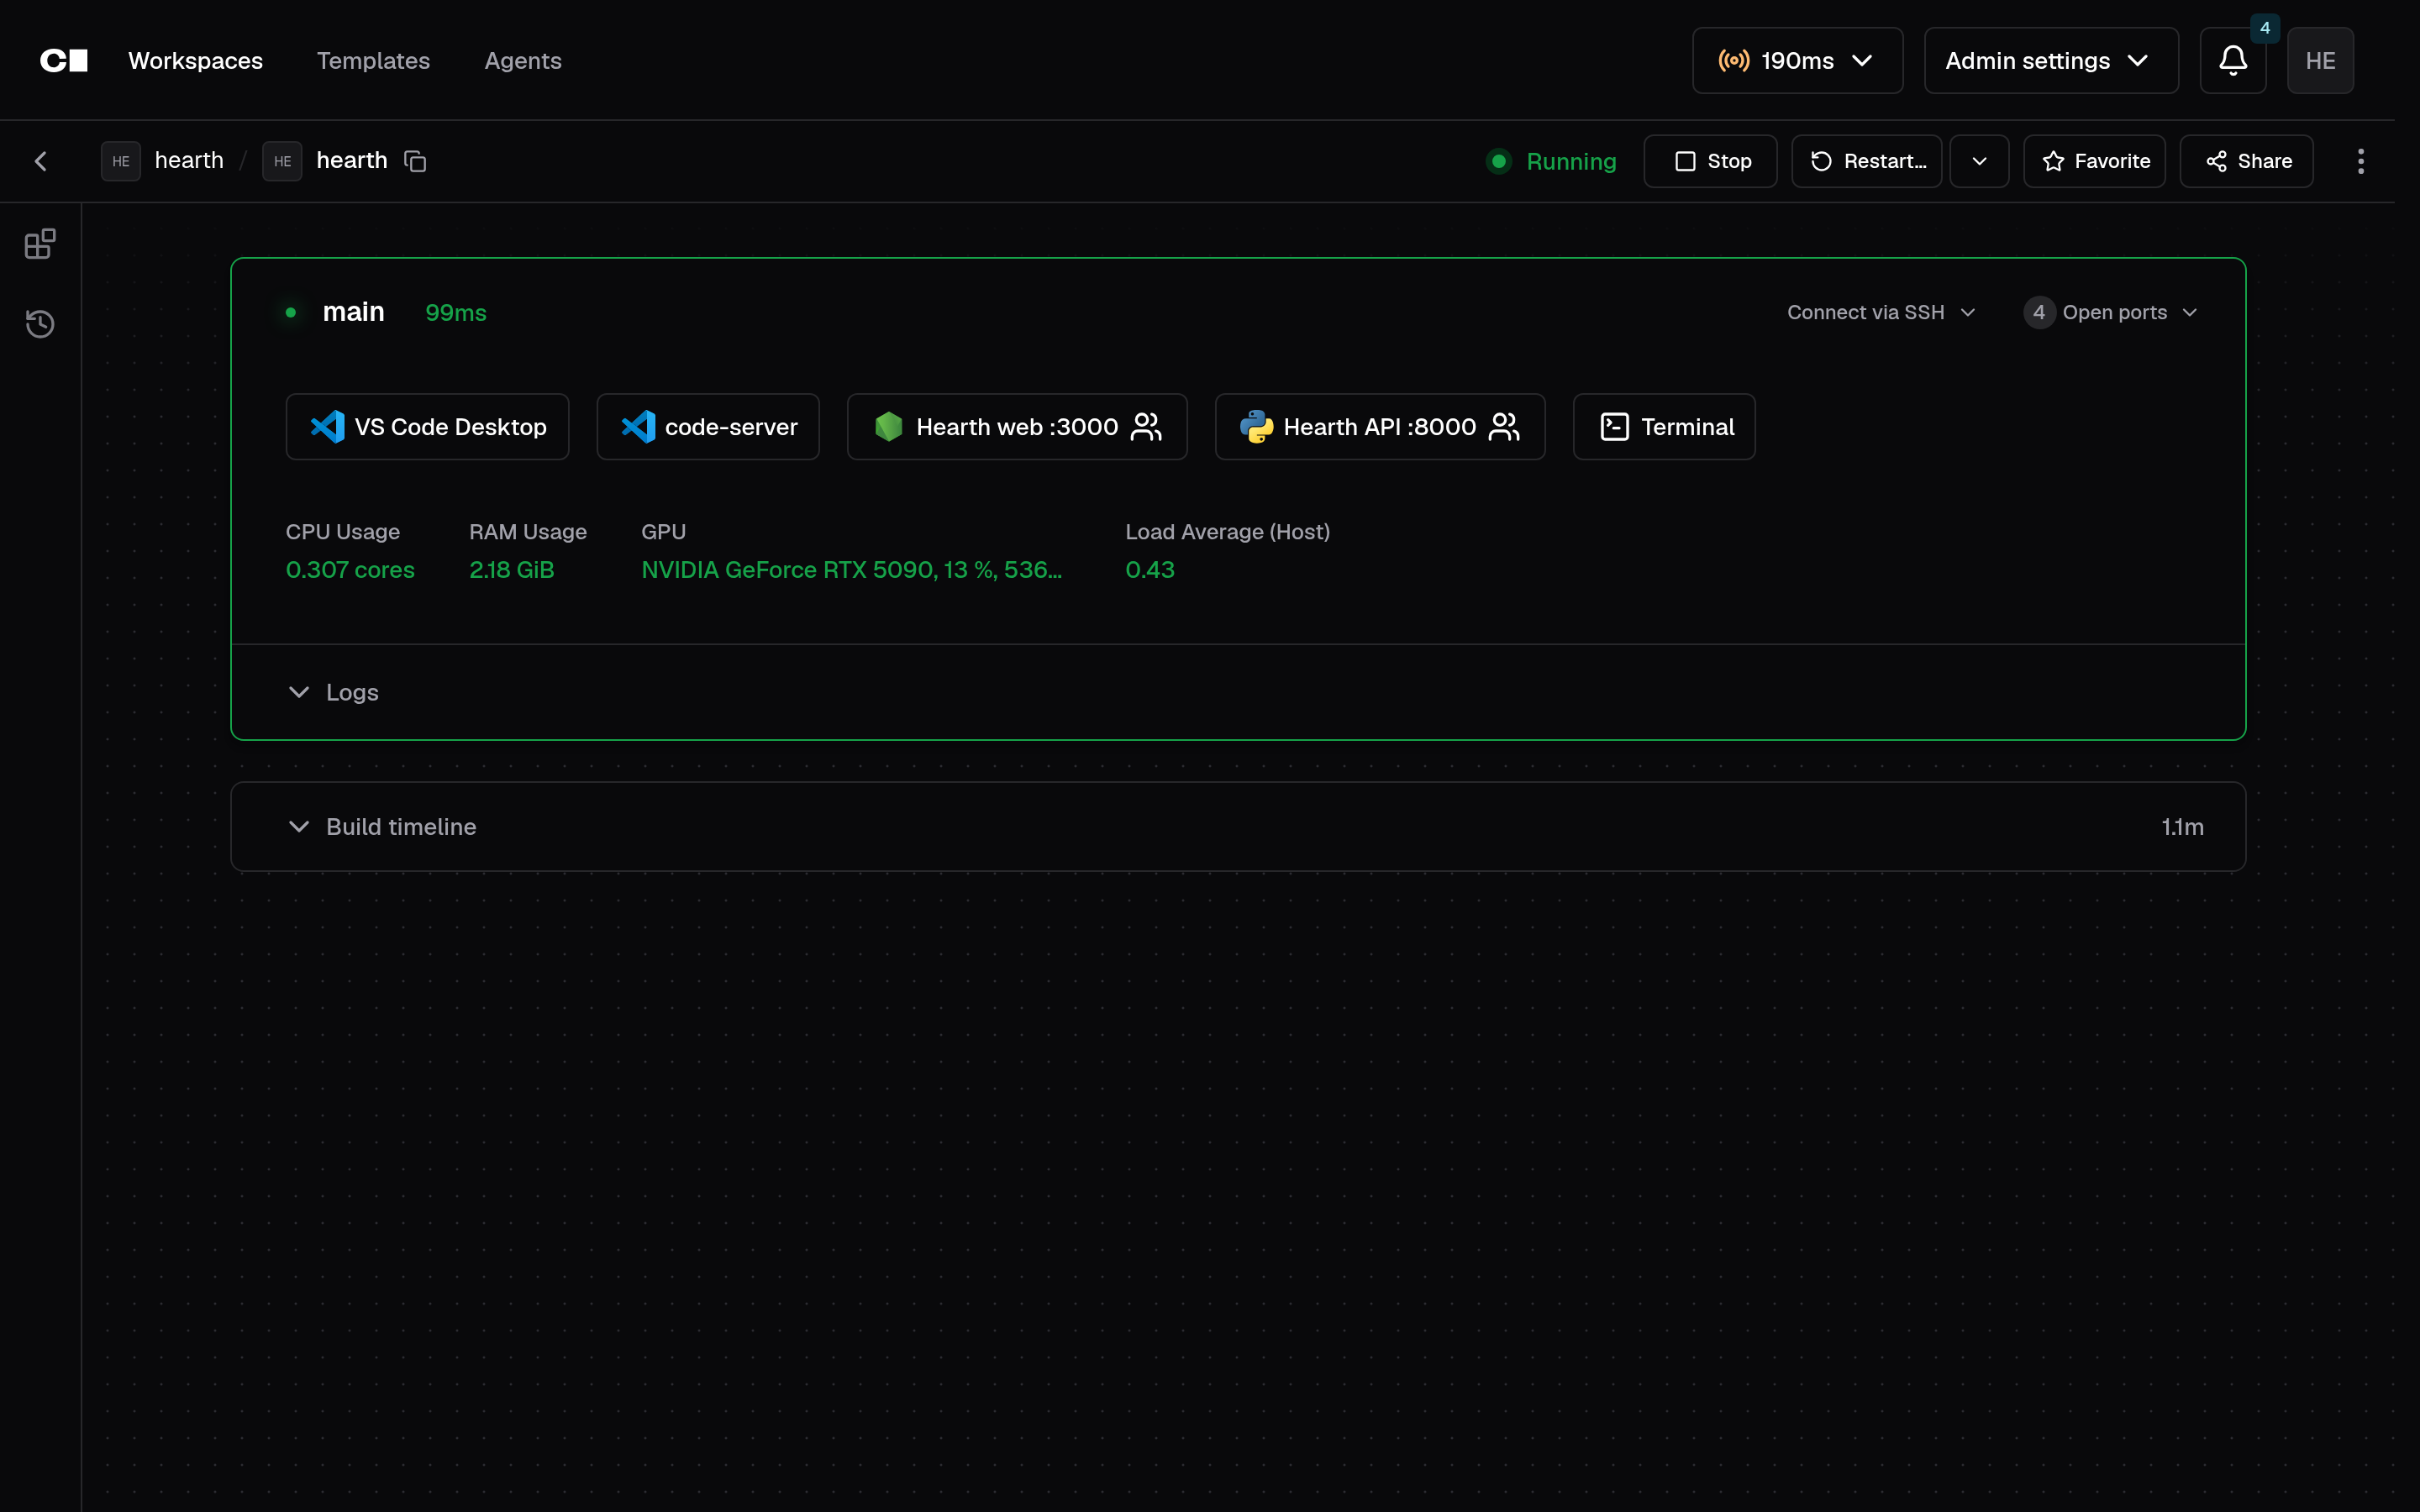 Workspaces Templates Agents 190ms Admin settings 4 HE
HE hearth / HE hearth Running Stop Restart... Favorite Share
main 99ms Connect via SSH 4 Open ports
VS Code Desktop code-server Hearth web :3000 Hearth API :8000 Terminal
CPU Usage RAM Usage GPU Load Average (Host)
0.307 cores 2.18 GiB NVIDIA GeForce RTX 5090, 13 %, 536... 0.43
Logs
Build timeline 1.1m